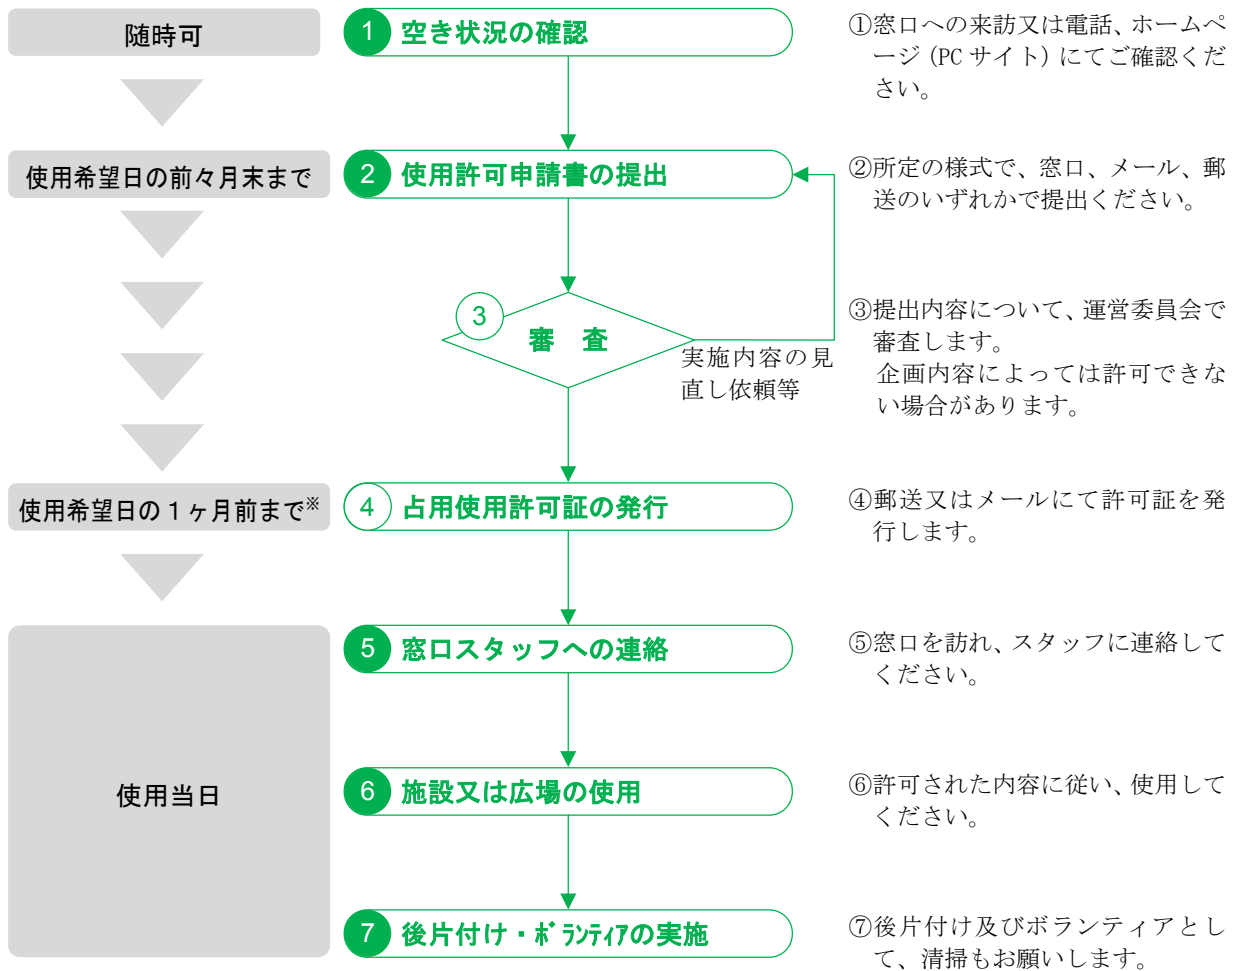 随時可
1 空き状況の確認
①窓口への来訪又は電話、ホームペ
ージ（PC サイト）にてご確認くだ
さい。
使用希望日の前々月末まで
2 使用許可申請書の提出
②所定の様式で、窓口、メール、郵
送のいずれかで提出ください。
3
審 査
実施内容の見
直し依頼等
③提出内容について、運営委員会で
審査します。
企画内容によっては許可できな
い場合があります。
使用希望日の１ヶ月前まで※
4 占用使用許可証の発行
④郵送又はメールにて許可証を発
行します。
使用当日
5 窓口スタッフへの連絡
⑤窓口を訪れ、スタッフに連絡して
ください。
6 施設又は広場の使用
⑥許可された内容に従い、使用して
ください。
7 後片付け・ﾎﾞﾗﾝﾃｨｱの実施
⑦後片付け及びボランティアとし
て、清掃もお願いします。